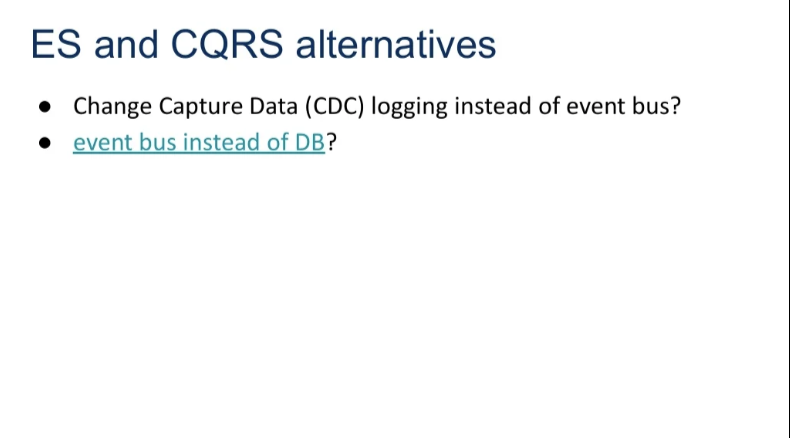 ES and CQRS alternatives
● Change Capture Data (CDC) logging instead of event bus?
● event bus instead of DB?